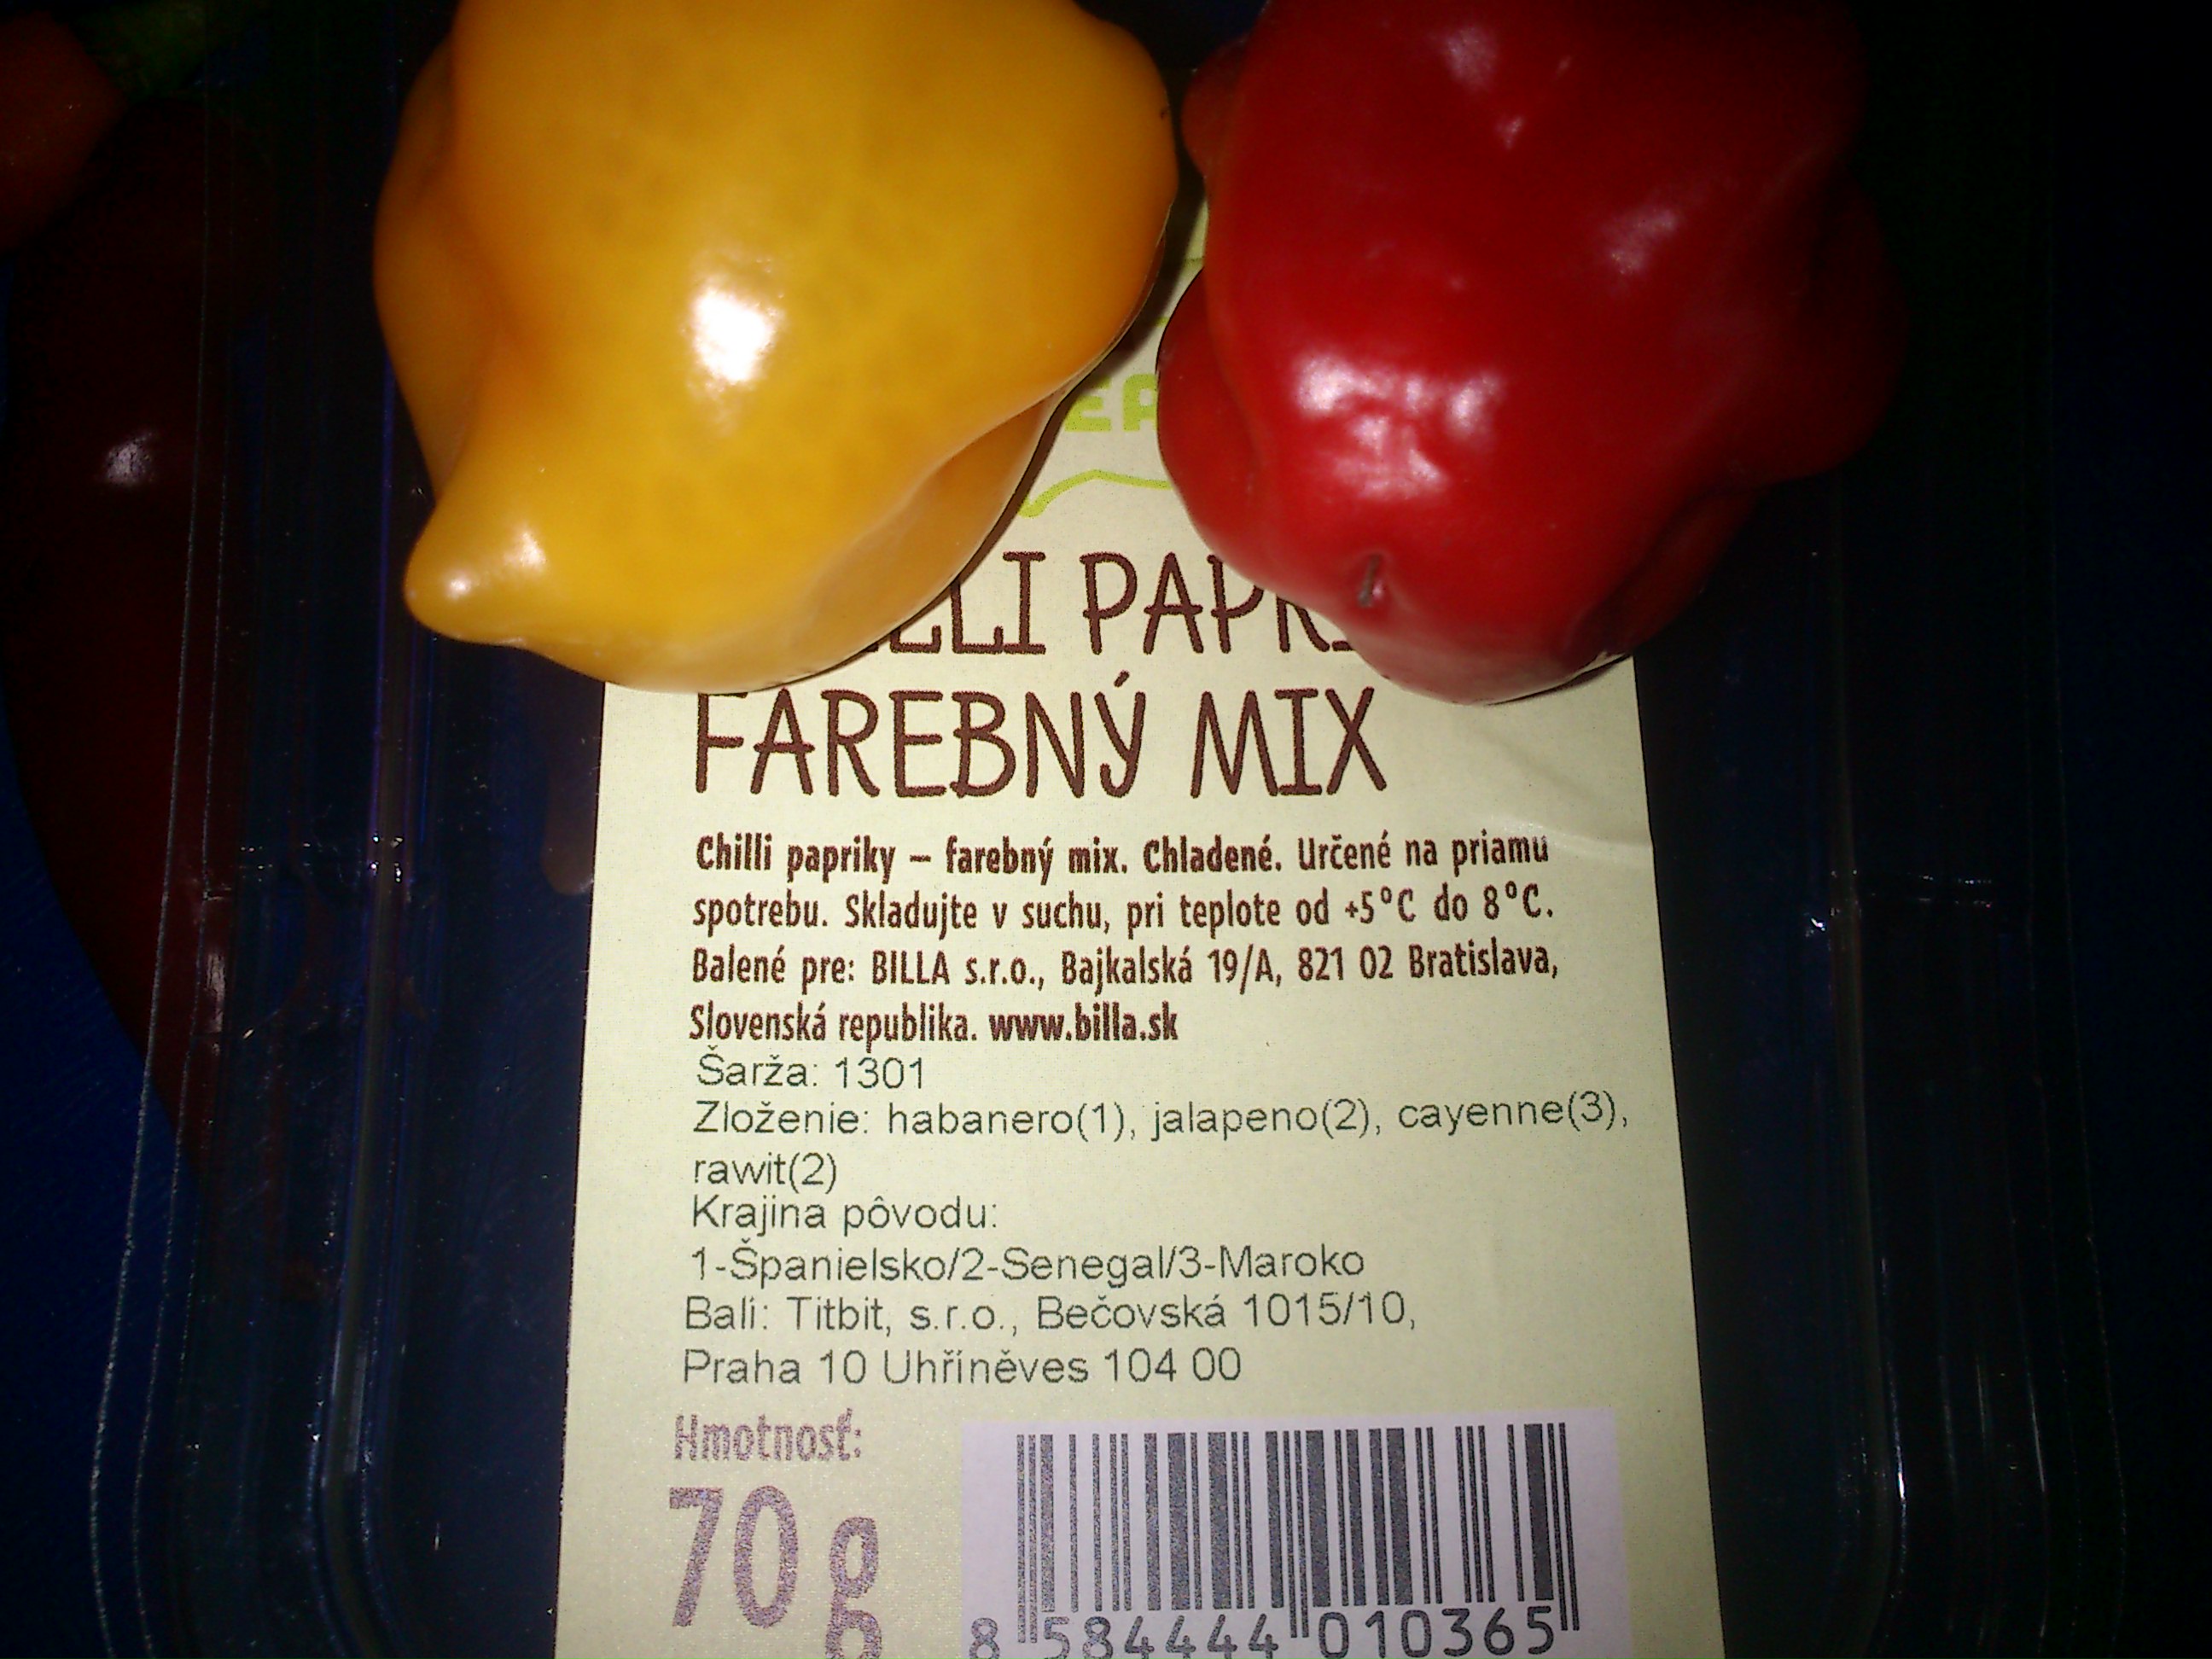 FAREBNÝ MIX
Chilli papriky – farebný mix. Chladené. Určené na priamu
spotrebu. Skladujte v suchu, pri teplote od +5°C do 8°C.
Balené pre: BILLA s.r.o., Bajkalská 19/A, 821 02 Bratislava,
Slovenská republika. www.billa.sk
Šarža: 1301
Zloženie: habanero(1), jalapeno(2), cayenne(3),
rawit(2)
Krajina pôvodu:
1-Španielsko/2-Senegal/3-Maroko
Balí: Titbit, s.r.o., Bečovská 1015/10,
Praha 10 Uhříněves 104 00
Hmotnosť:
70 g
8 584444 010365